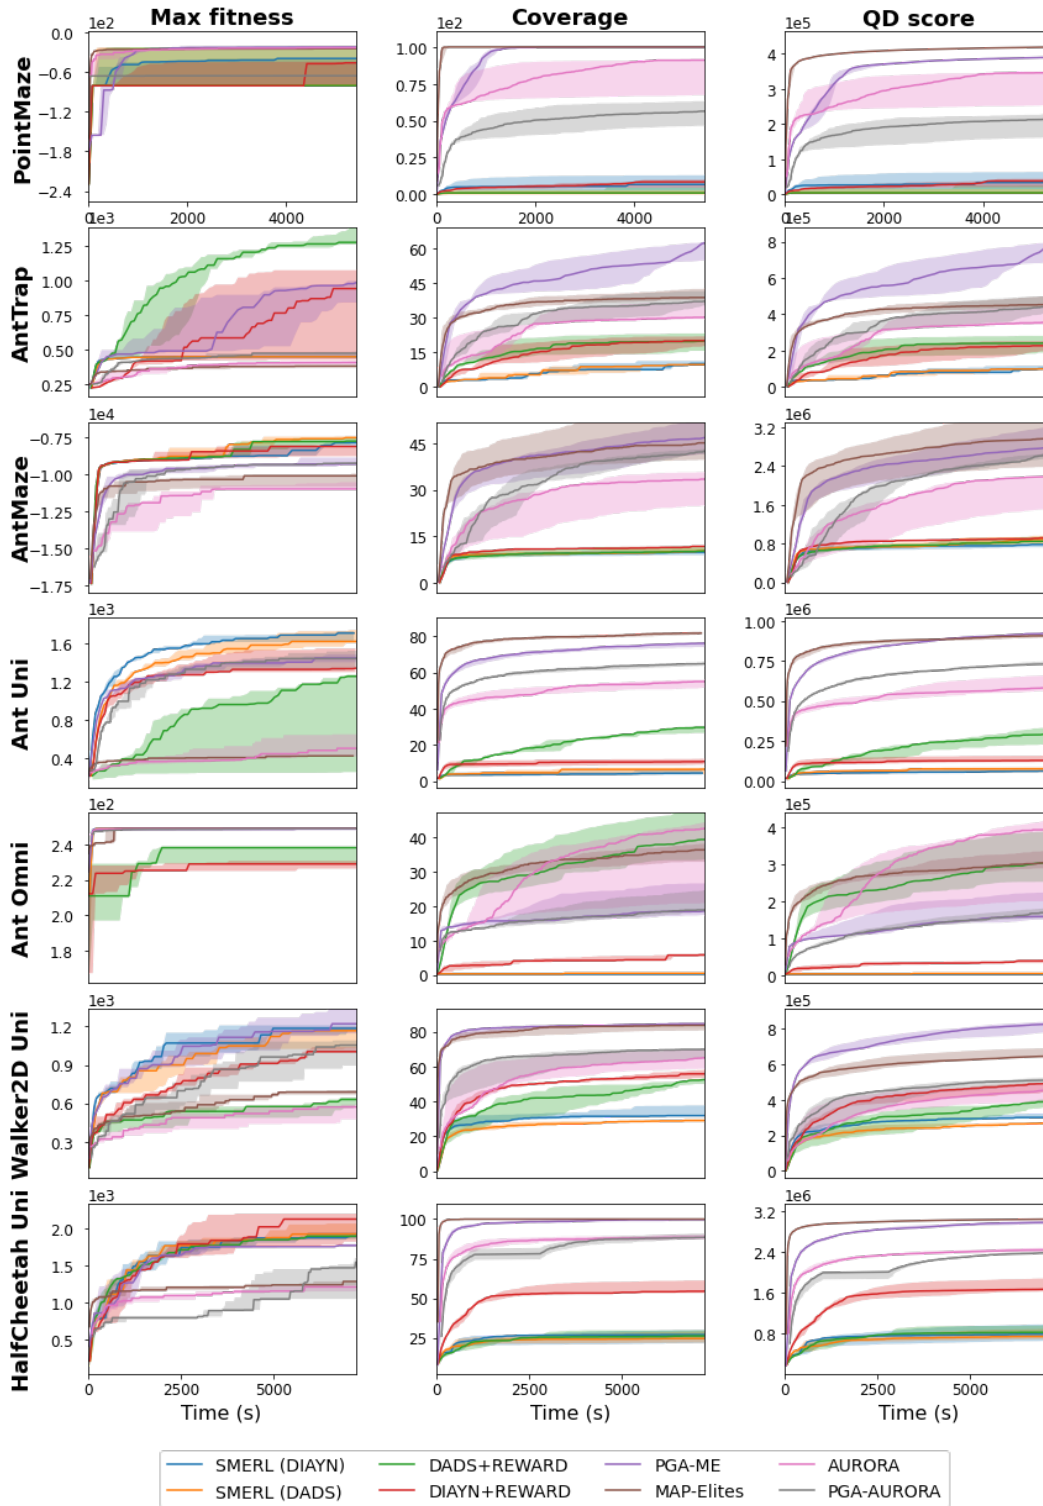 Max fitness Coverage QD score
1e2 1e2 1e5
PointMaze
0.0 −0.6 −1.2 −1.8 −2.4
1.00 0.75 0.50 0.25 0.00
4 3 2 1 0
0 2000 4000
0 2000 4000
0 2000 4000
1e3 1e5
AntTrap
1.25 1.00 0.75 0.50 0.25
60 45 30 15 0
8 6 4 2 0
1e4 1e6
AntMaze
−0.75 −1.00 −1.25 −1.50 −1.75
45 30 15 0
3.2 2.4 1.6 0.8 0.0
1e3 1e6
Ant Uni
1.6 1.2 0.8 0.4
80 60 40 20 0
1.00 0.75 0.50 0.25 0.00
1e2 1e5
Ant Omni
2.4 2.2 2.0 1.8
40 30 20 10 0
4 3 2 1 0
1e3 1e5
Walker2D Uni
1.2 0.9 0.6 0.3
80 60 40 20 0
8 6 4 2 0
1e3 1e6
HalfCheetah Uni
2.0 1.5 1.0 0.5
100 75 50 25
3.2 2.4 1.6 0.8
0 2500 5000
0 2500 5000
0 2500 5000
Time (s) Time (s) Time (s)
SMERL (DIAYN) DADS+REWARD PGA-ME AURORA
SMERL (DADS) DIAYN+REWARD MAP-Elites PGA-AURORA